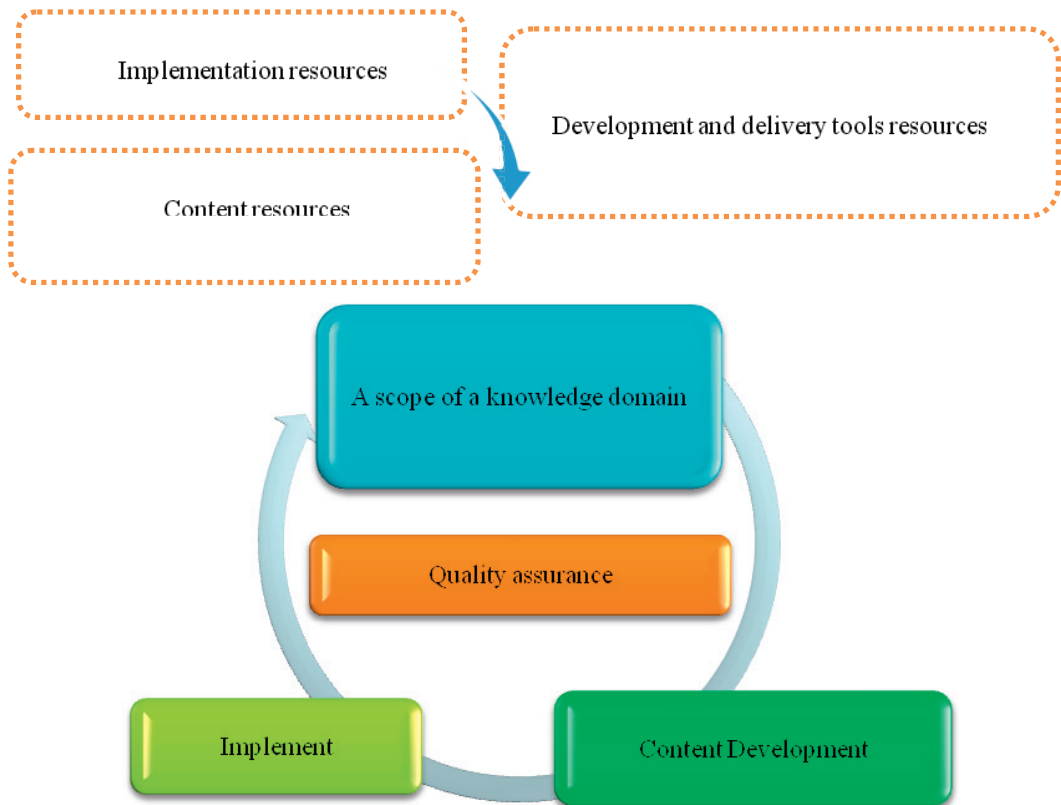 Implementation resources
Development and delivery tools resources
Content resources
A scope of a knowledge domain
Quality assurance
Implement
Content Development